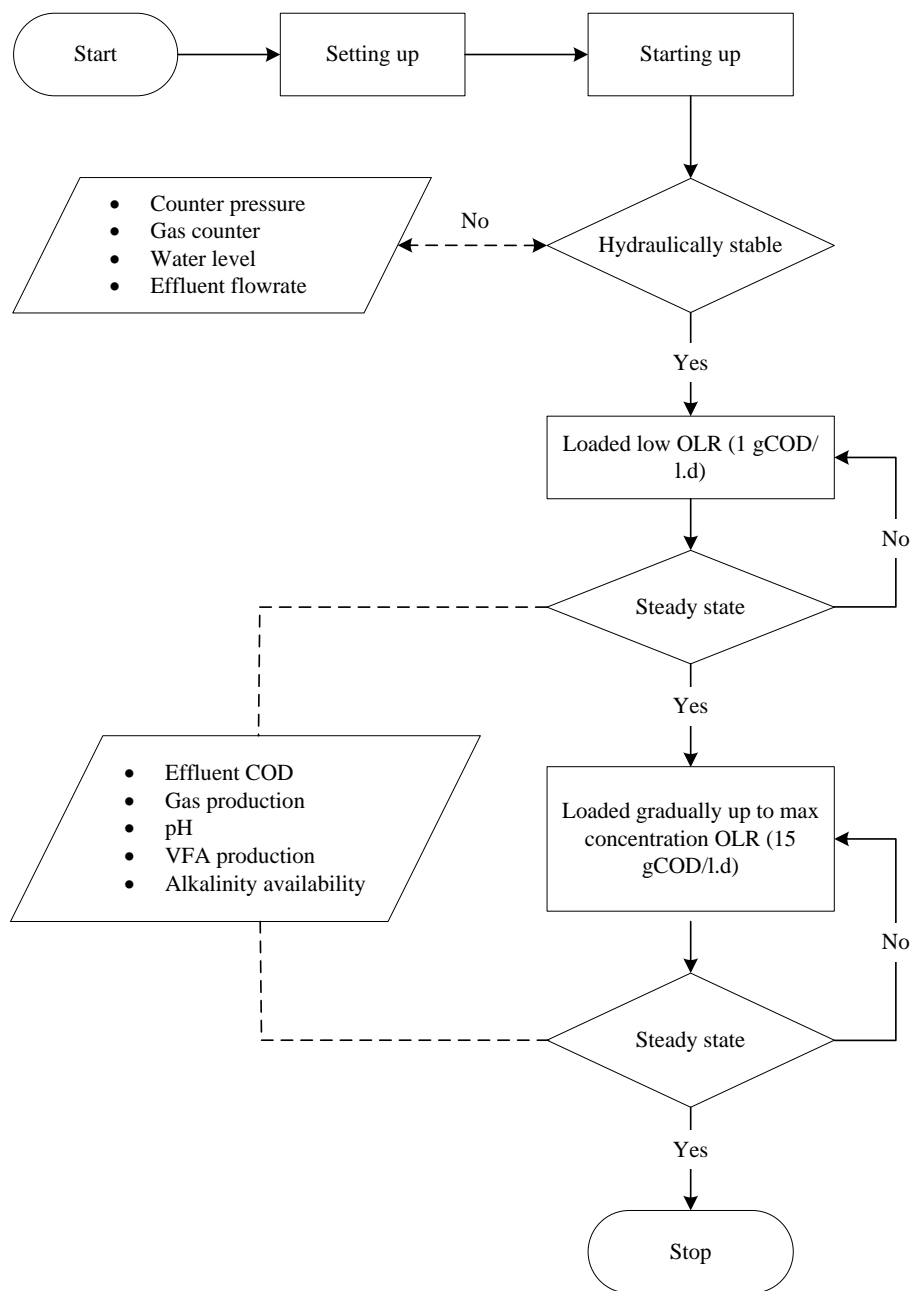 Start
Setting up
Starting up
• Counter pressure
• Gas counter
• Water level
• Effluent flowrate
No
Hydraulically stable
Yes
Loaded low OLR (1 gCOD/
l.d)
No
Steady state
Yes
• Effluent COD
• Gas production
• pH
• VFA production
• Alkalinity availability
Loaded gradually up to max
concentration OLR (15
gCOD/l.d)
No
Steady state
Yes
Stop